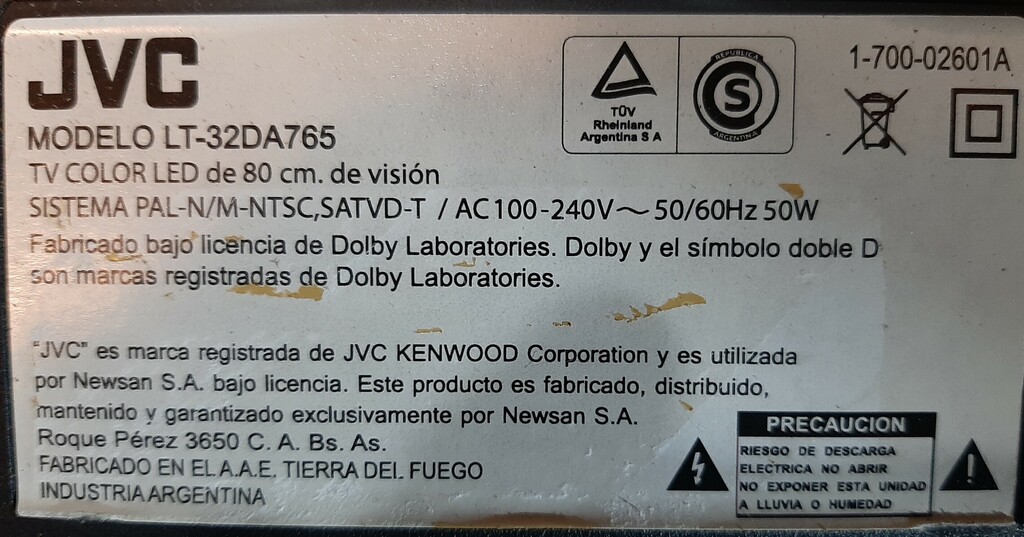 JVC
MODELO LT-32DA765
TV COLOR LED de 80 cm. de visión
SISTEMA PAL-N/M-NTSC,SATVD-T / AC 100-240V～50/60Hz 50W
Fabricado bajo licencia de Dolby Laboratories. Dolby y el símbolo doble D
son marcas registradas de Dolby Laboratories.
TÜV
Rheinland
Argentina S A
REPUBLICA
S
ARGENTINA
1-700-02601A
"JVC" es marca registrada de JVC KENWOOD Corporation y es utilizada
por Newsan S.A. bajo licencia. Este producto es fabricado, distribuido,
mantenido y garantizado exclusivamente por Newsan S.A.
Roque Pérez 3650 C. A. Bs. As.
FABRICADO EN EL A.A.E. TIERRA DEL FUEGO
INDUSTRIA ARGENTINA
PRECAUCION
RIESGO DE DESCARGA
ELECTRICA NO ABRIR
NO EXPONER ESTA UNIDAD
A LLUVIA O HUMEDAD